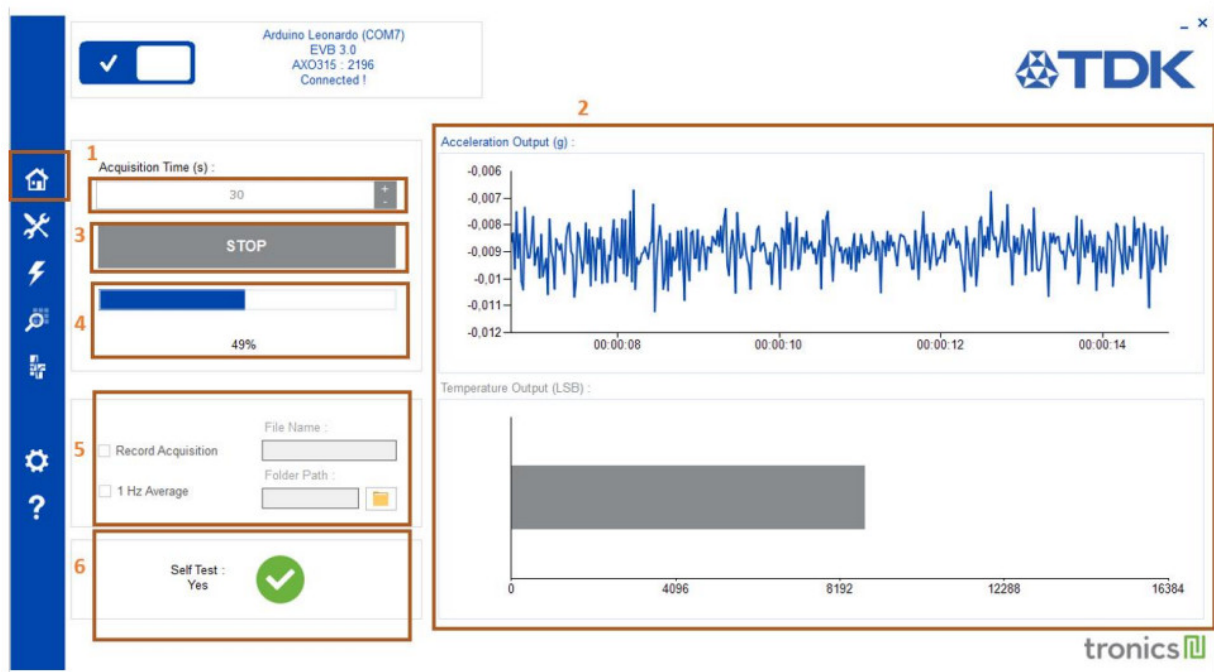 Arduino Leonardo (COM7)
EVB 3.0
AXO315 : 2196
Connected !
TDK
1
Acquisition Time (s) :
30
+
-
3
STOP
4
49%
5
Record Acquisition
File Name :
1 Hz Average
Folder Path :
6
Self Test :
Yes
2
Acceleration Output (g) :
-0,006
-0,007
-0,008
-0,009
-0,01
-0,011
-0,012
00:00:08 00:00:10 00:00:12 00:00:14
Temperature Output (LSB) :
0 4096 8192 12288 16384
?
tronics